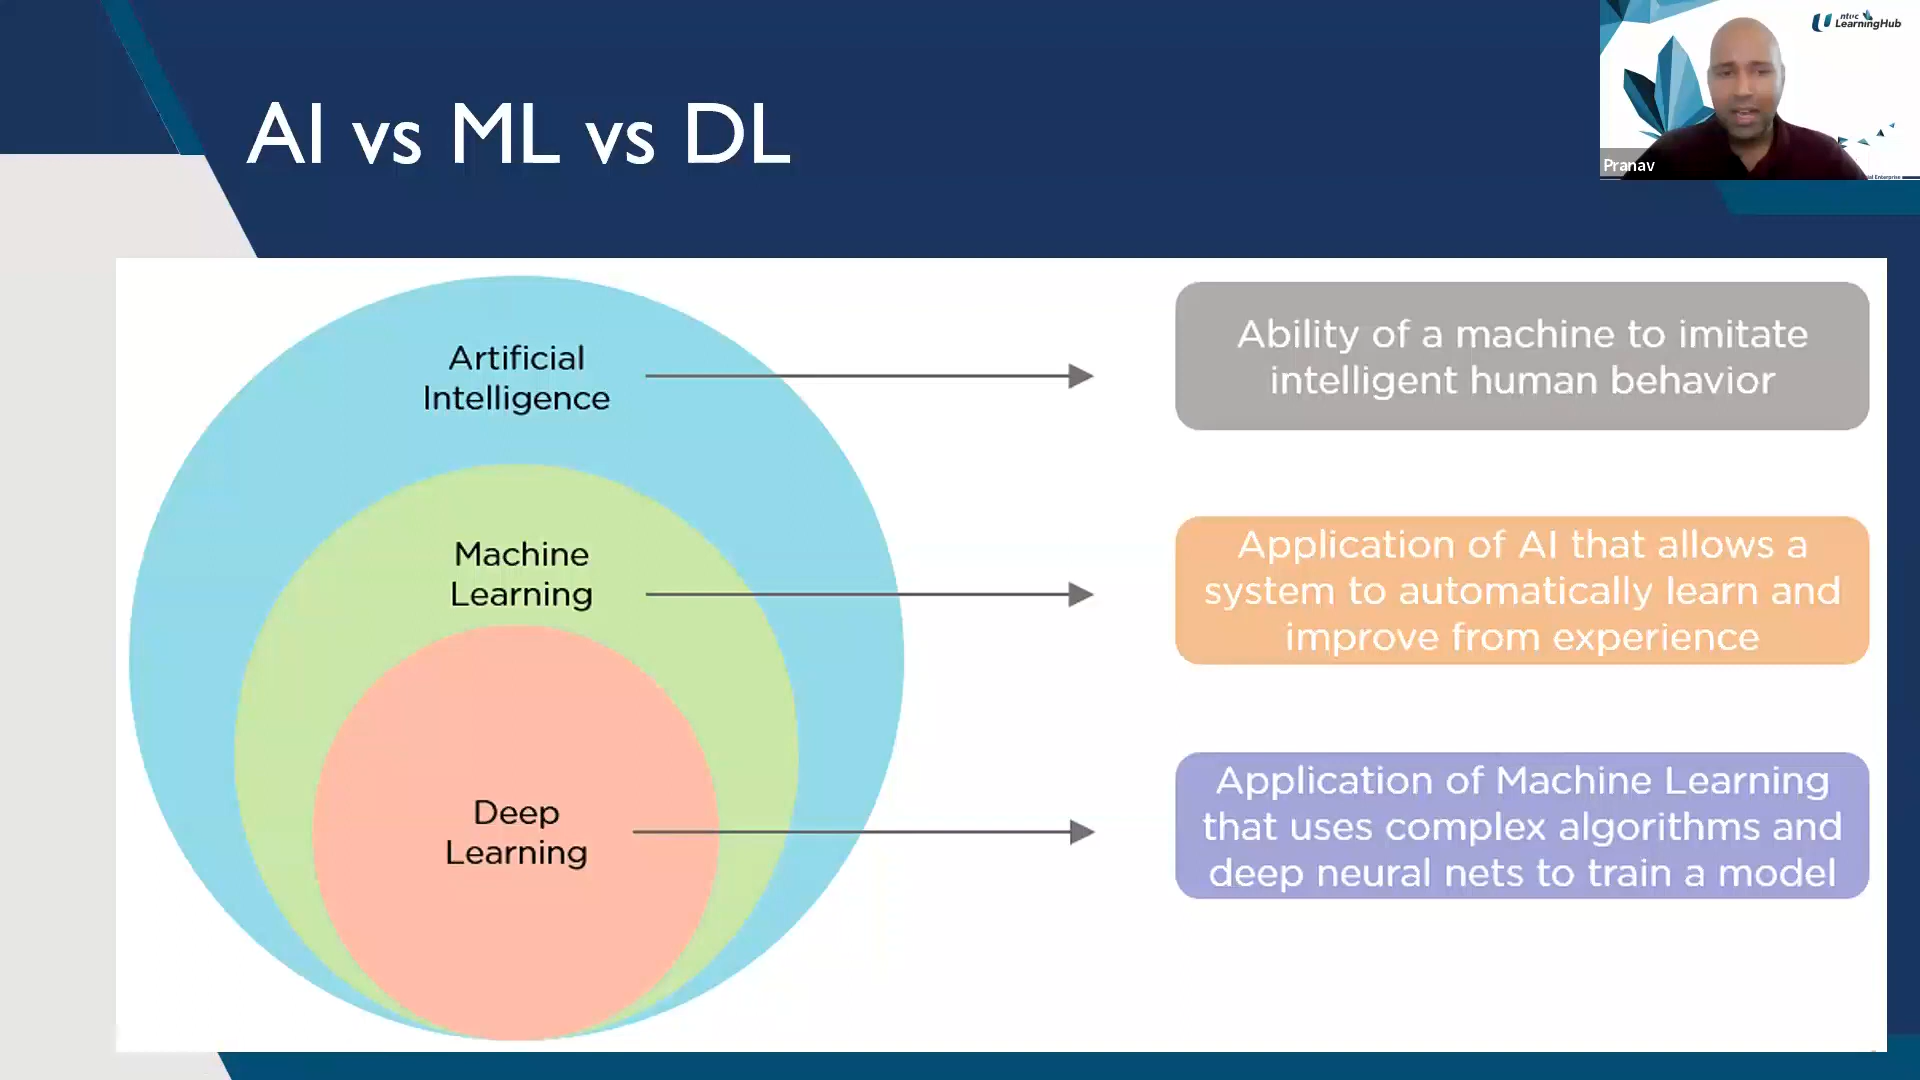 AI vs ML vs DL
ntuc
LearningHub
Pranav
Artificial
Intelligence
Ability of a machine to imitate
intelligent human behavior
Machine
Learning
Application of AI that allows a
system to automatically learn and
improve from experience
Deep
Learning
Application of Machine Learning
that uses complex algorithms and
deep neural nets to train a model